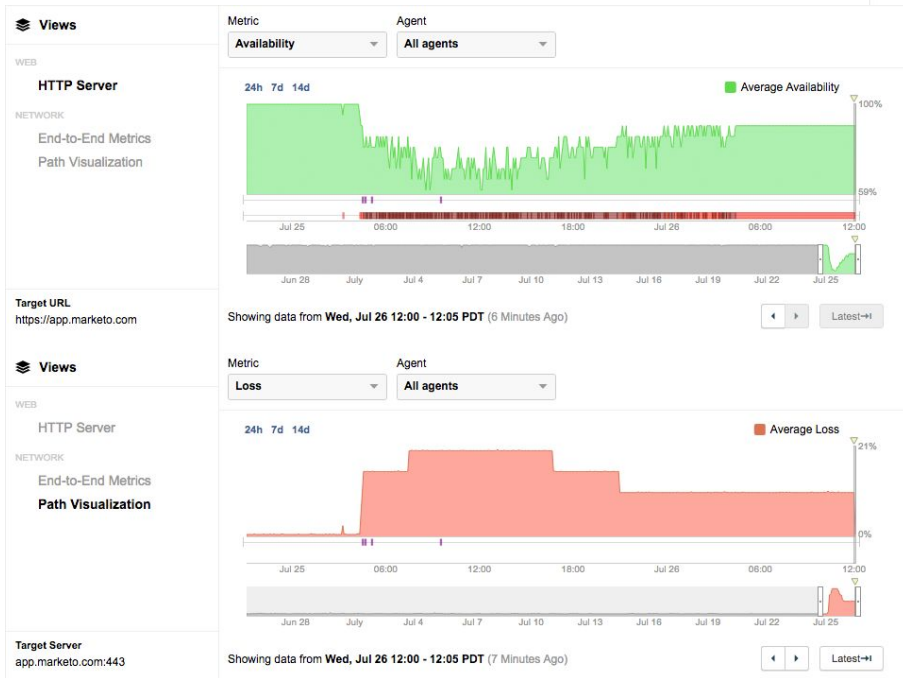 Views
WEB
HTTP Server
NETWORK
End-to-End Metrics
Path Visualization
Target URL
https://app.marketo.com
Metric Agent
Availability All agents
24h 7d 14d Average Availability
100%
59%
Jul 25 06:00 12:00 18:00 Jul 26 06:00 12:00
Jun 28 July Jul 4 Jul 7 Jul 10 Jul 13 Jul 16 Jul 19 Jul 22 Jul 25
Showing data from Wed, Jul 26 12:00 - 12:05 PDT (6 Minutes Ago) Latest
Views
WEB
HTTP Server
NETWORK
End-to-End Metrics
Path Visualization
Target Server
app.marketo.com:443
Metric Agent
Loss All agents
24h 7d 14d Average Loss
21%
0%
Jul 25 06:00 12:00 18:00 Jul 26 06:00 12:00
Jun 28 July Jul 4 Jul 7 Jul 10 Jul 13 Jul 16 Jul 19 Jul 22 Jul 25
Showing data from Wed, Jul 26 12:00 - 12:05 PDT (7 Minutes Ago) Latest